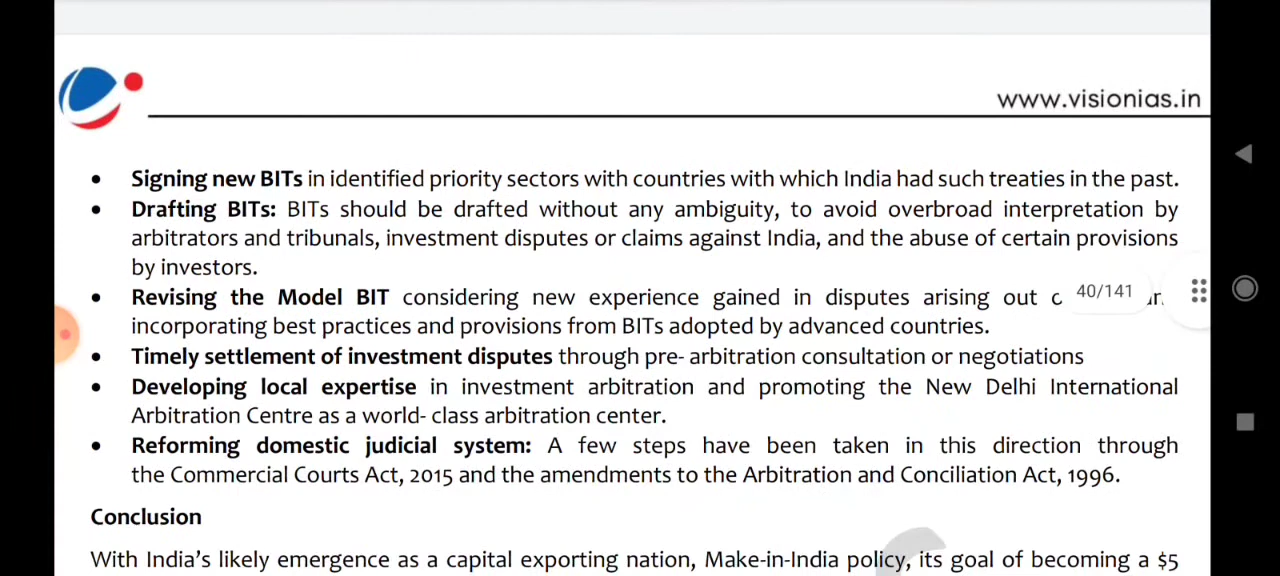 www.visionias.in
• Signing new BITs in identified priority sectors with countries with which India had such treaties in the past.
• Drafting BITs: BITs should be drafted without any ambiguity, to avoid overbroad interpretation by
arbitrators and tribunals, investment disputes or claims against India, and the abuse of certain provisions
by investors.
• Revising the Model BIT considering new experience gained in disputes arising out
40/141
incorporating best practices and provisions from BITs adopted by advanced countries.
• Timely settlement of investment disputes through pre- arbitration consultation or negotiations
• Developing local expertise in investment arbitration and promoting the New Delhi International
Arbitration Centre as a world- class arbitration center.
• Reforming domestic judicial system: A few steps have been taken in this direction through
the Commercial Courts Act, 2015 and the amendments to the Arbitration and Conciliation Act, 1996.
Conclusion
With India's likely emergence as a capital exporting nation, Make-in-India policy, its goal of becoming a $5